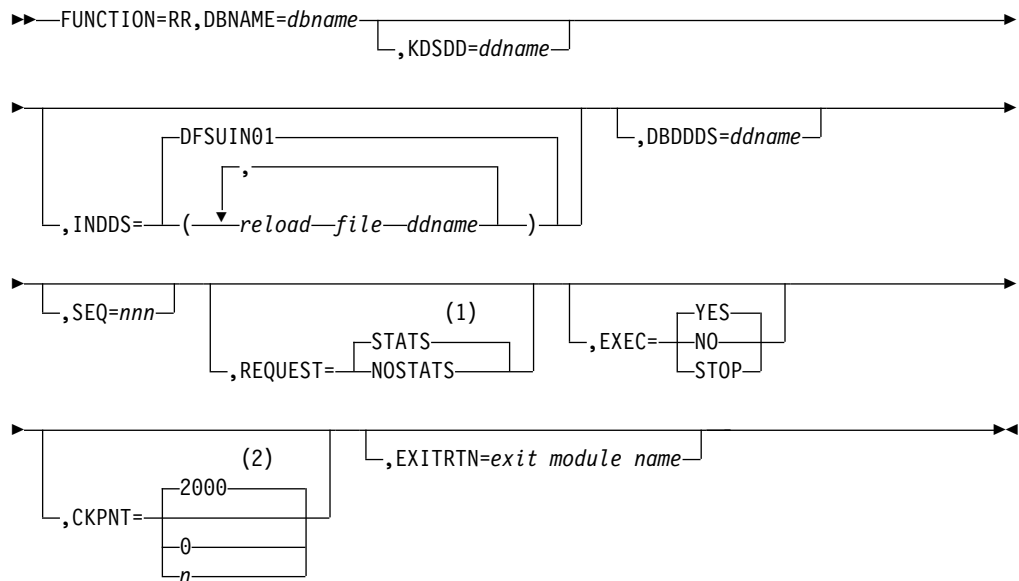 FUNCTION=RR,DBNAME=dbname
,KDSDD=ddname
DFSUIN01
,
,INDDS= ( reload file ddname )
,DBDDDS=ddname
,SEQ=nnn
(1)
,REQUEST= STATS
NOSTATS
,EXEC= YES
NO
STOP
(2)
,CKPNT= 2000
0
n
,EXITRTN=exit module name